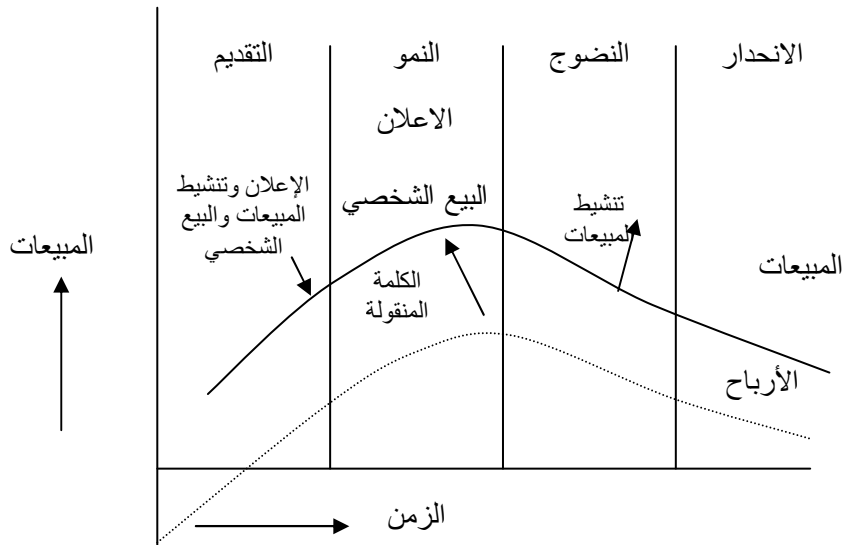 التقديم
النمو
النضوج
الانحدار
الاعلان
الإعلان وتنشيط
المبيعات والبيع
الشخصي
البيع الشخصي
تنشيط
لمبيعات
المبيعات
المبيعات
الكلمة
المنقولة
الأرباح
الزمن